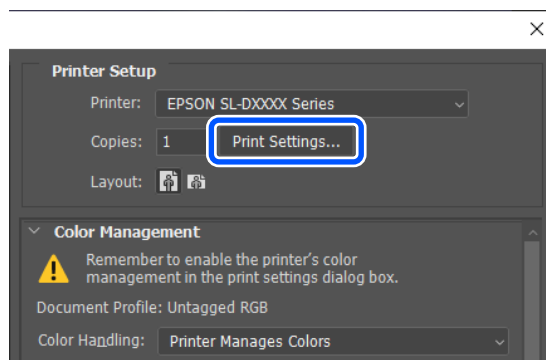 Printer Setup
Printer: EPSON SL-DXXXX Series
Copies: 1 Print Settings...
Layout:
Color Management
Remember to enable the printer's color
management in the print settings dialog box.
Document Profile: Untagged RGB
Color Handling: Printer Manages Colors